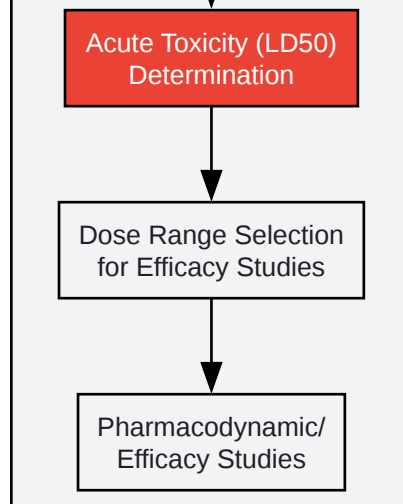 Acute Toxicity (LD50)
Determination
Dose Range Selection
for Efficacy Studies
Pharmacodynamic/
Efficacy Studies